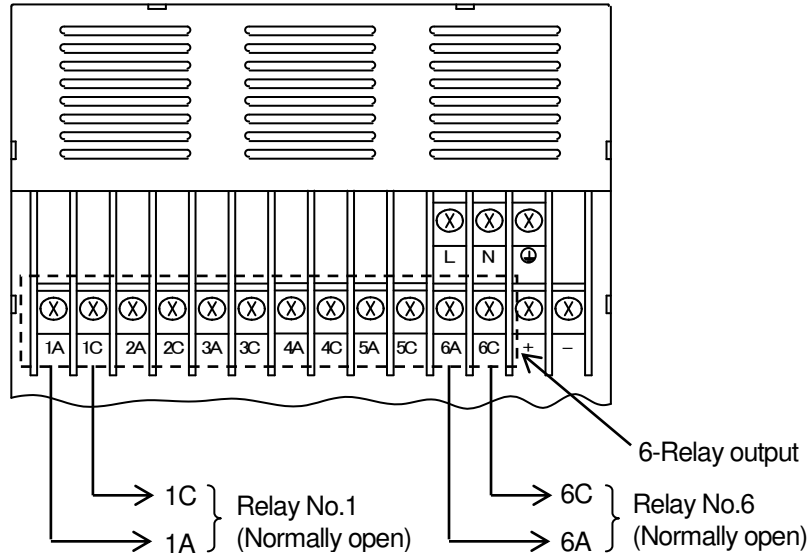 L N
1A 1C 2A 2C 3A 3C 4A 4C 5A 5C 6A 6C + −
6-Relay output
1C
1A
Relay No.1
(Normally open)
6C
6A
Relay No.6
(Normally open)